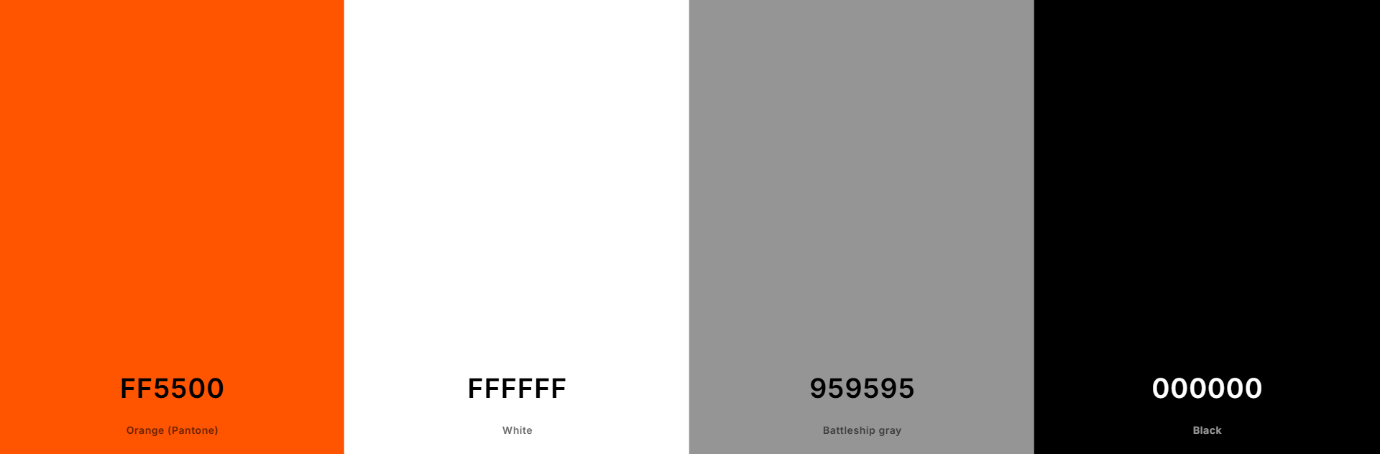 FF5500
Orange (Pantone)
FFFFFF
White
959595
Battleship gray
000000
Black